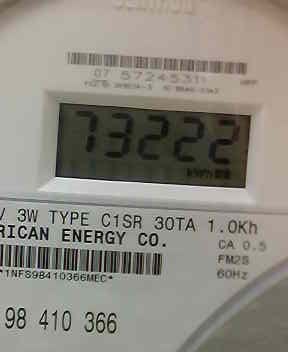 07 57245311
73222
kWh
V 3W TYPE C1SR 30TA 1.0Kh
RICAN ENERGY CO.
CA 0.5
FM2S
60Hz
*1NFS98410366MEC*
98 410 366